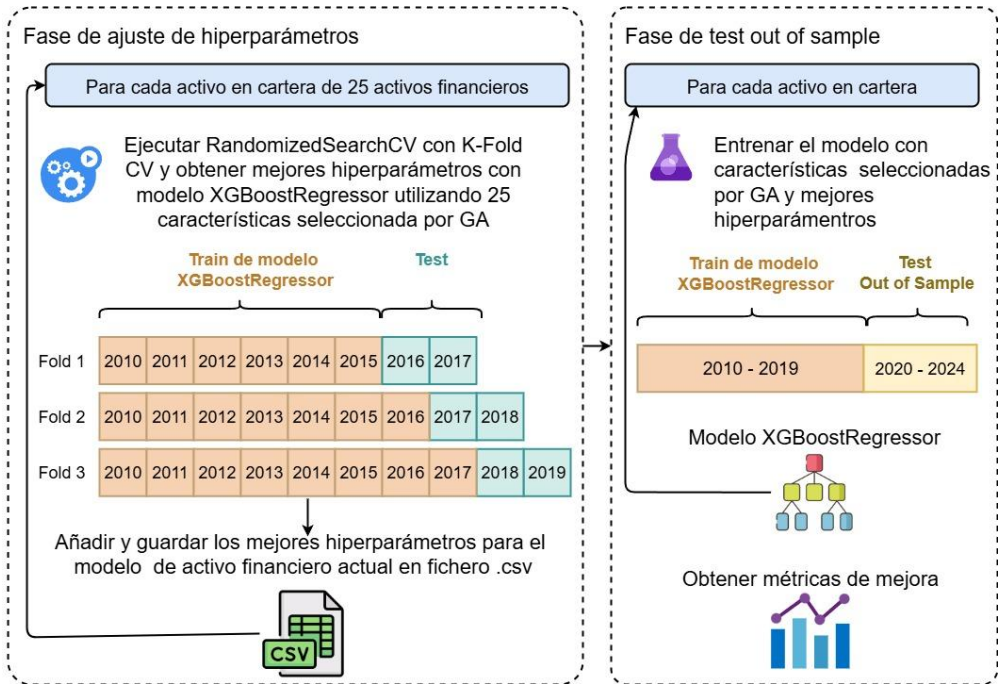 Fase de ajuste de hiperparámetros
Para cada activo en cartera de 25 activos financieros
Ejecutar RandomizedSearchCV con K-Fold
CV y obtener mejores hiperparámetros con
modelo XGBoostRegressor utilizando 25
características seleccionada por GA
Train de modelo
XGBoostRegressor
Test
Fold 1
2010 2011 2012 2013 2014 2015 2016 2017
Fold 2
2010 2011 2012 2013 2014 2015 2016 2017 2018
Fold 3
2010 2011 2012 2013 2014 2015 2016 2017 2018 2019
Añadir y guardar los mejores hiperparámetros para el
modelo de activo financiero actual en fichero .csv
CSV
Fase de test out of sample
Para cada activo en cartera
Entrenar el modelo con
características seleccionadas
por GA y mejores
hiperparámentros
Train de modelo
XGBoostRegressor
Test
Out of Sample
2010 - 2019
2020 - 2024
Modelo XGBoostRegressor
Obtener métricas de mejora